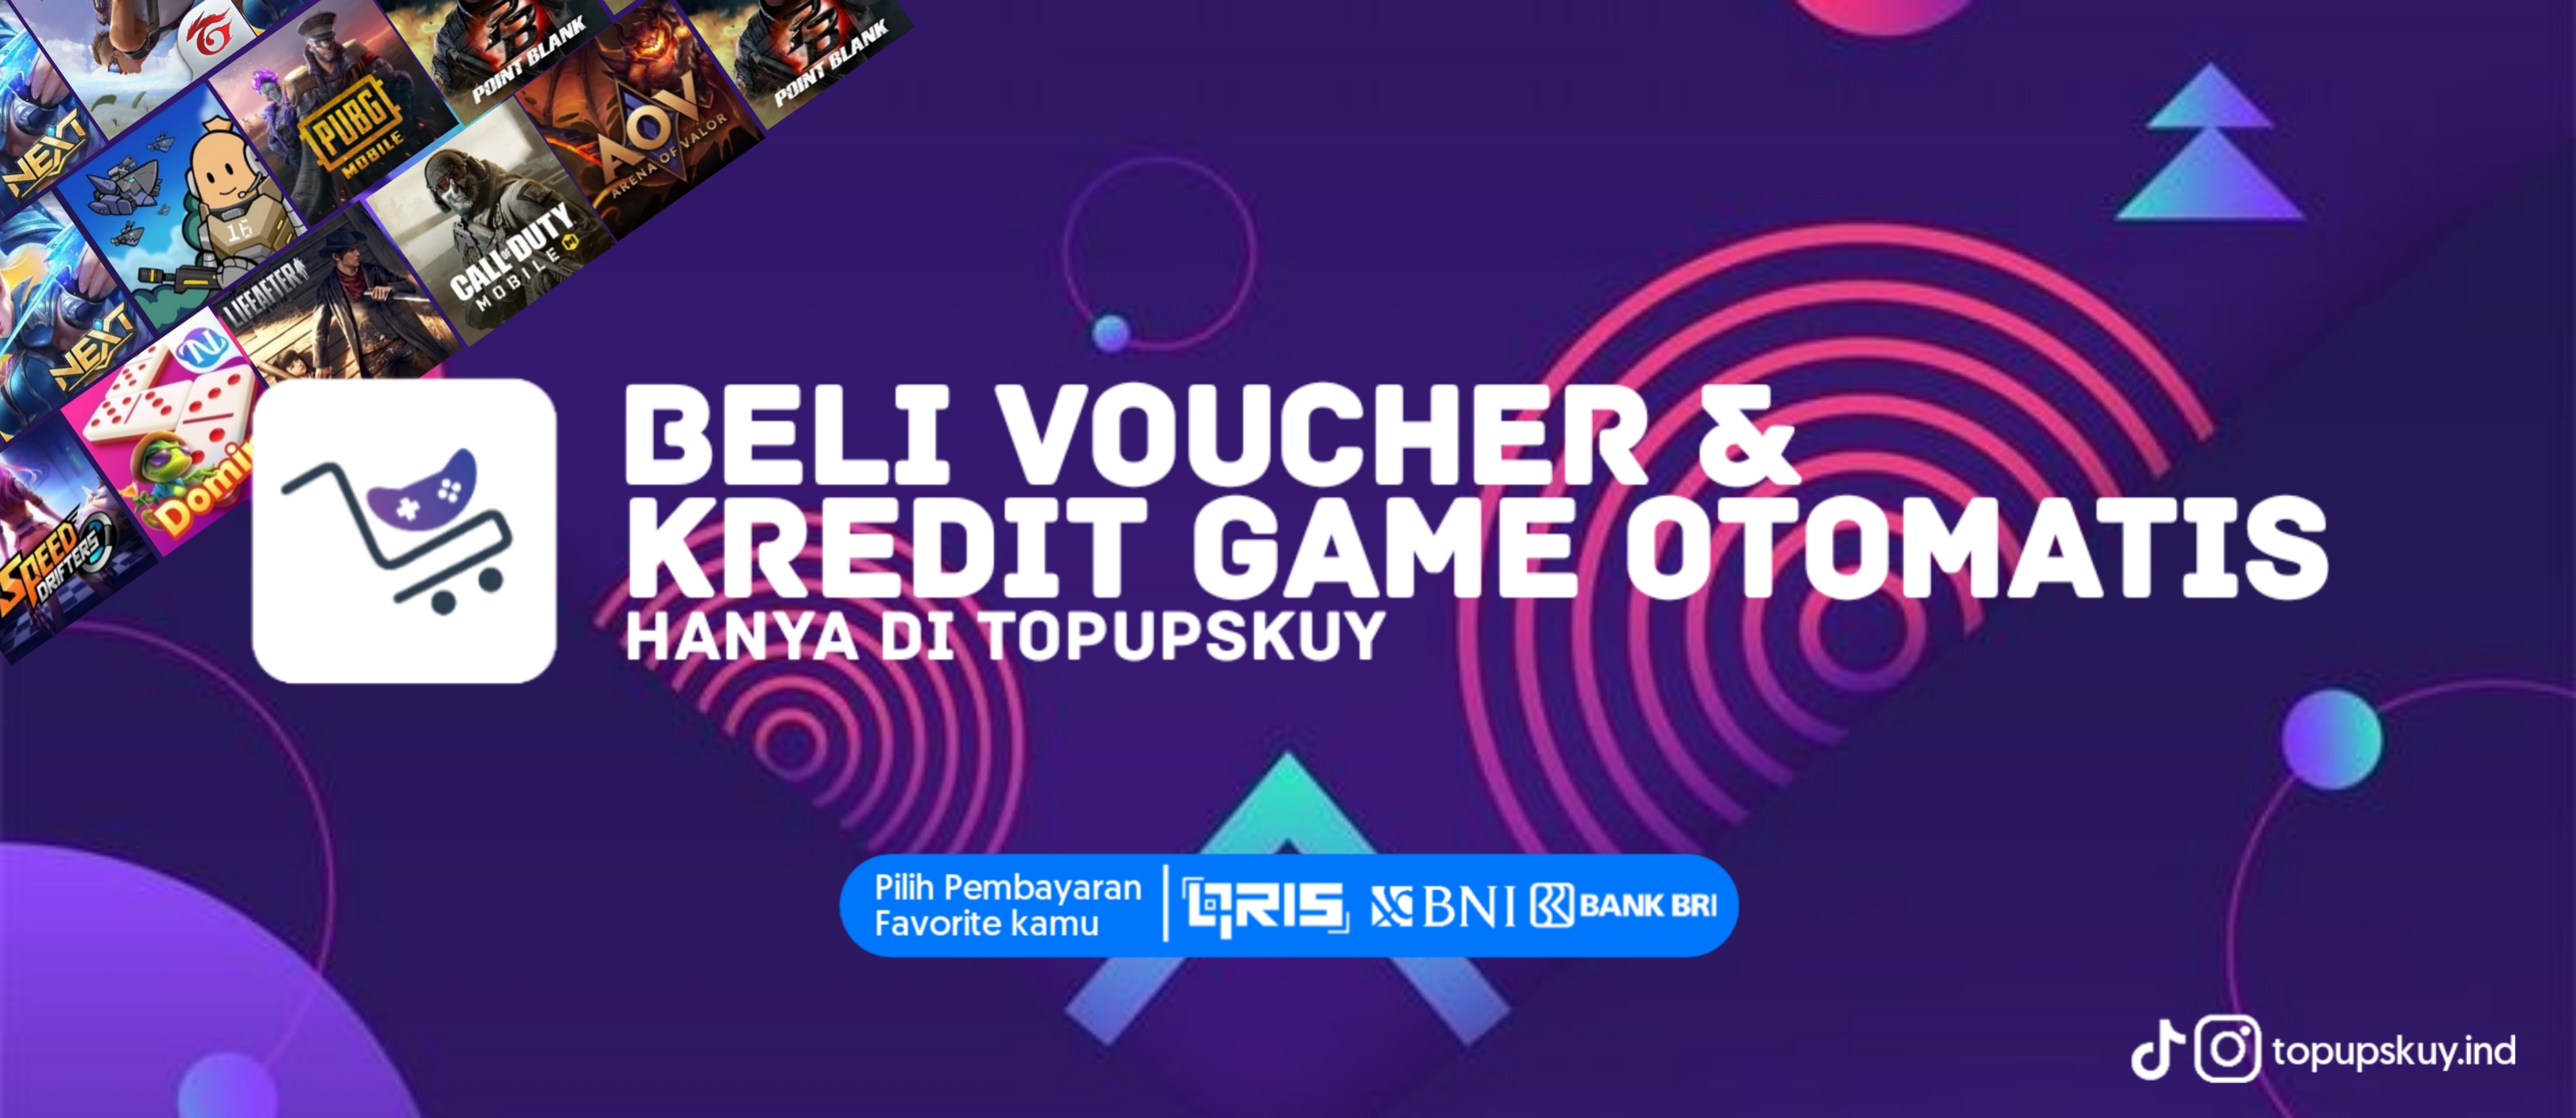 NEXT
PUBG
MOBILE
POINT BLANK
AOV
ARENA OF VALOR
POINT BLANK
16
CALL OF DUTY
MOBILE
LIFEAFTER
NEXT
N
SPEED
DRIFTERS
BELI VOUCHER &
KREDIT GAME OTOMATIS
HANYA DI TOPUPSKUY
Pilih Pembayaran
Favorite kamu
QRIS
BNI
BANK BRI
topupskuy.ind